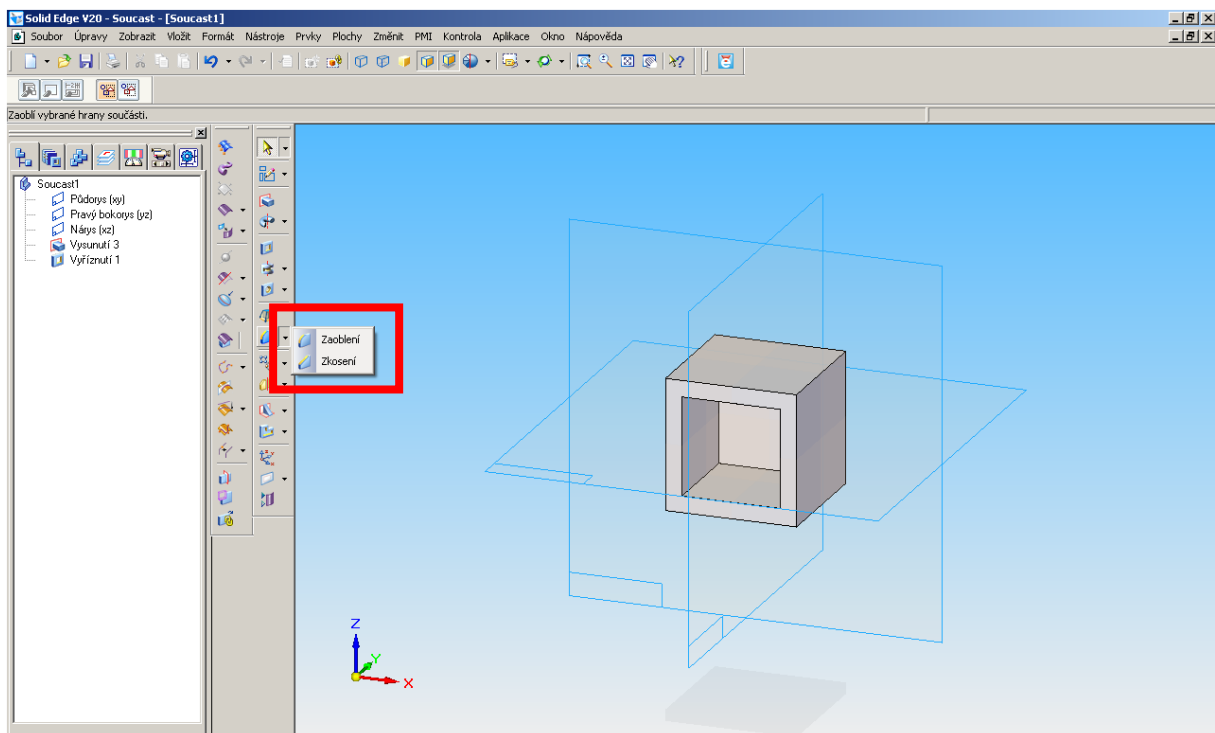 Solid Edge V20 - Soucast - [Soucast1]
Soubor Úpravy Zobrazit Vložit Formát Nástroje Prvky Plochy Změnit PMI Kontrola Aplikace Okno Nápověda
Zaoblí vybrané hrany součásti.
Soucast1
Půdorys (xy)
Pravý bokorys (yz)
Nárys (xz)
Vysunutí 3
Vyříznutí 1
Zaoblení
Zkosení
Z
Y
X